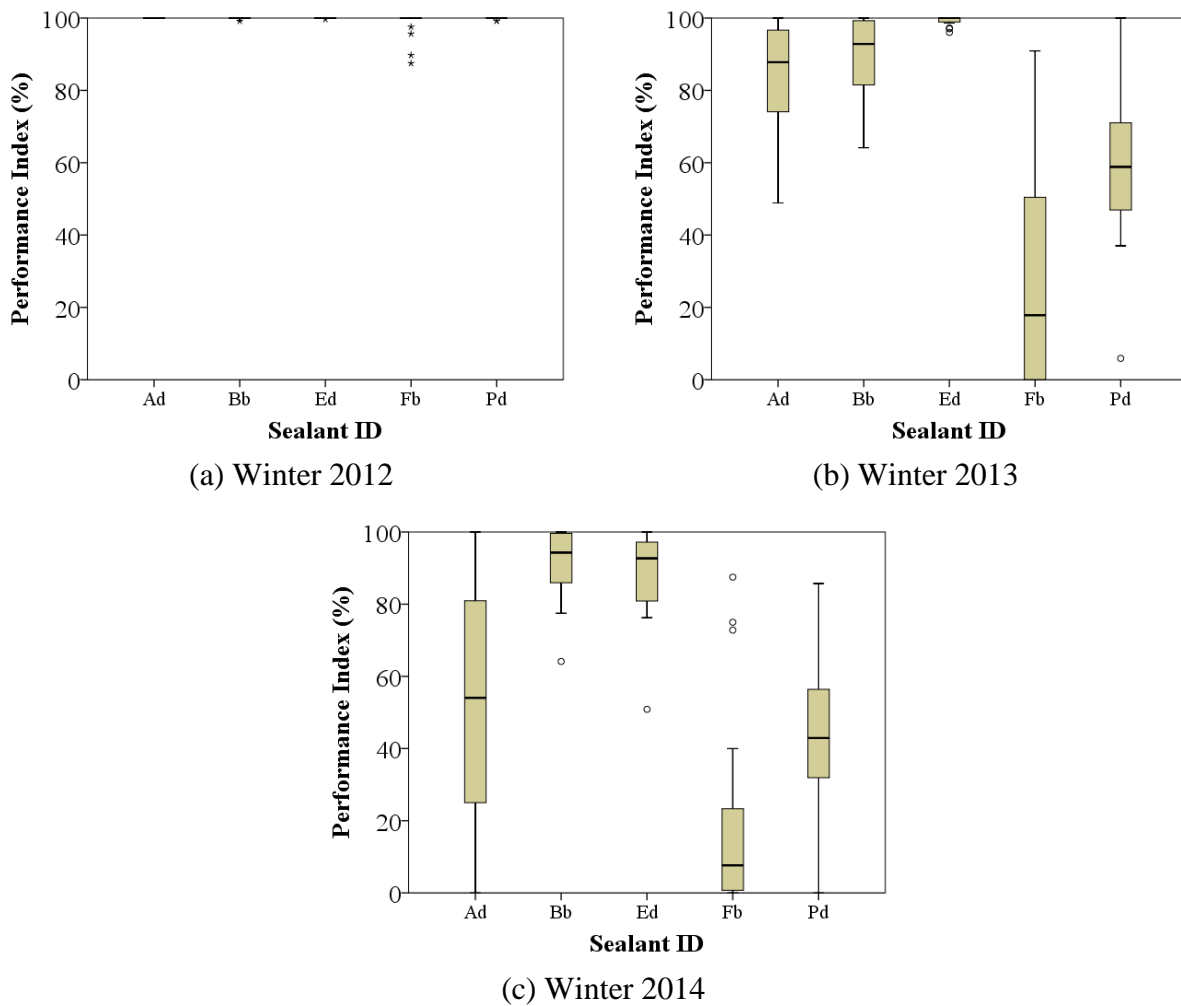 100
80
60
40
20
0
Performance Index (%)
Ad Bb Ed Fb Pd
Sealant ID
(a) Winter 2012
100
80
60
40
20
0
Performance Index (%)
Ad Bb Ed Fb Pd
Sealant ID
(b) Winter 2013
100
80
60
40
20
0
Performance Index (%)
Ad Bb Ed Fb Pd
Sealant ID
(c) Winter 2014